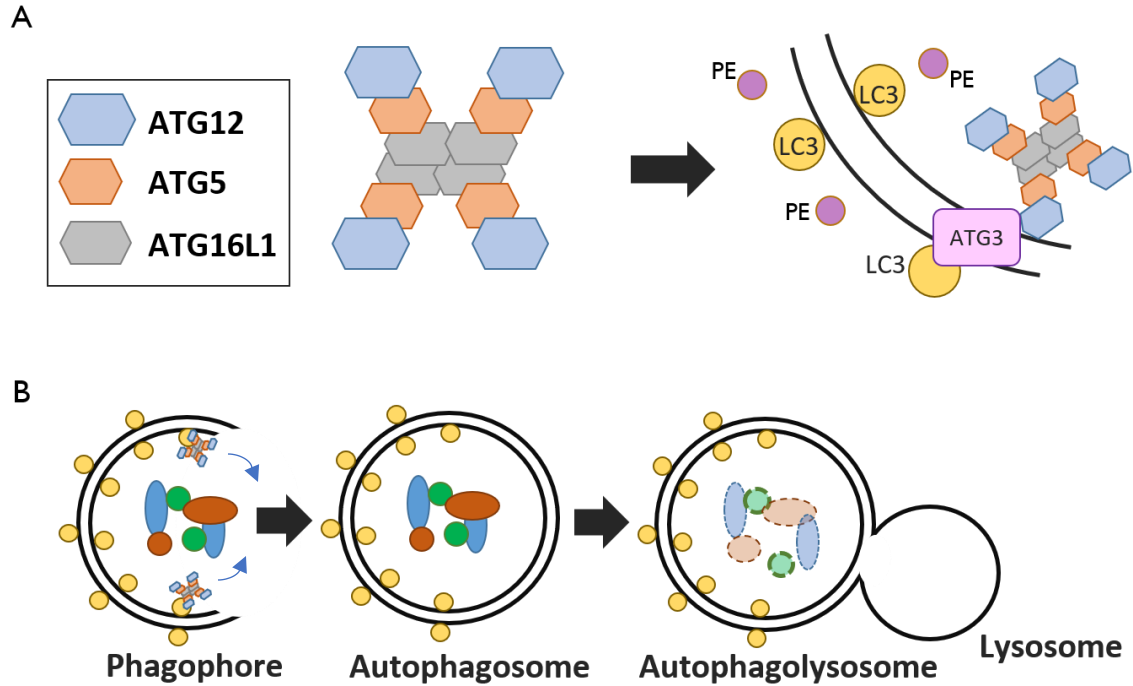 A
ATG12
ATG5
ATG16L1
PE
PE
LC3
LC3
PE
ATG3
LC3
B
Phagophore
Autophagosome
Autophagolysosome
Lysosome